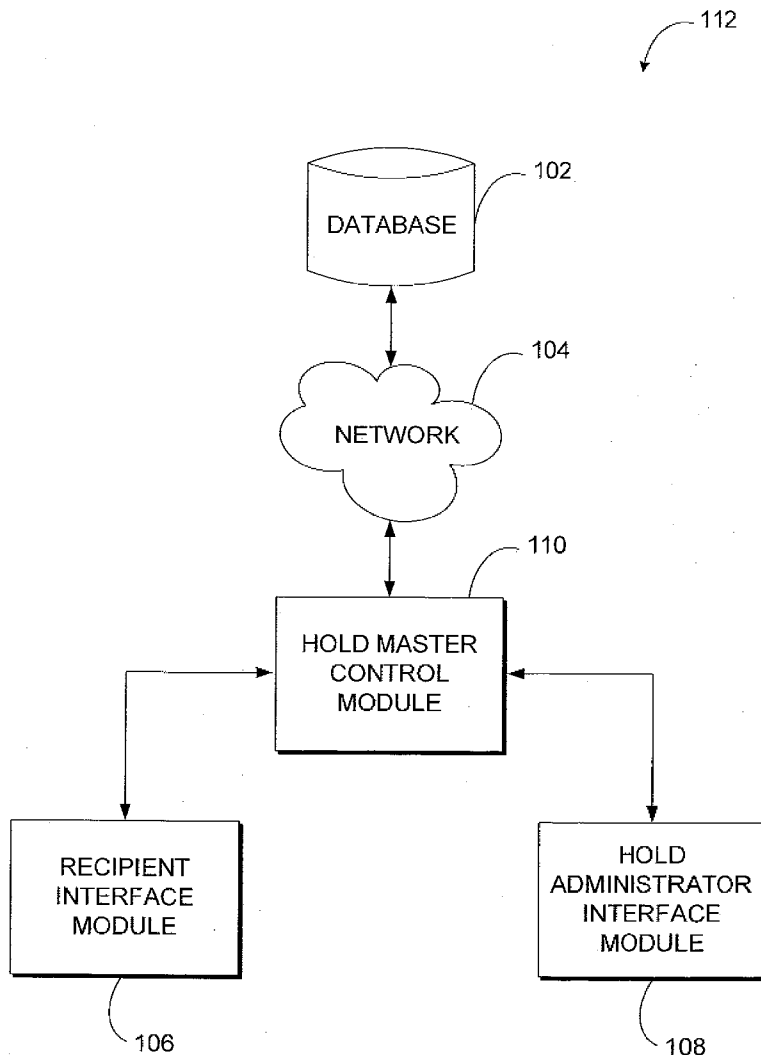 112
102
DATABASE
104
NETWORK
110
HOLD MASTER
CONTROL
MODULE
RECIPIENT
INTERFACE
MODULE
HOLD
ADMINISTRATOR
INTERFACE
MODULE
106
108